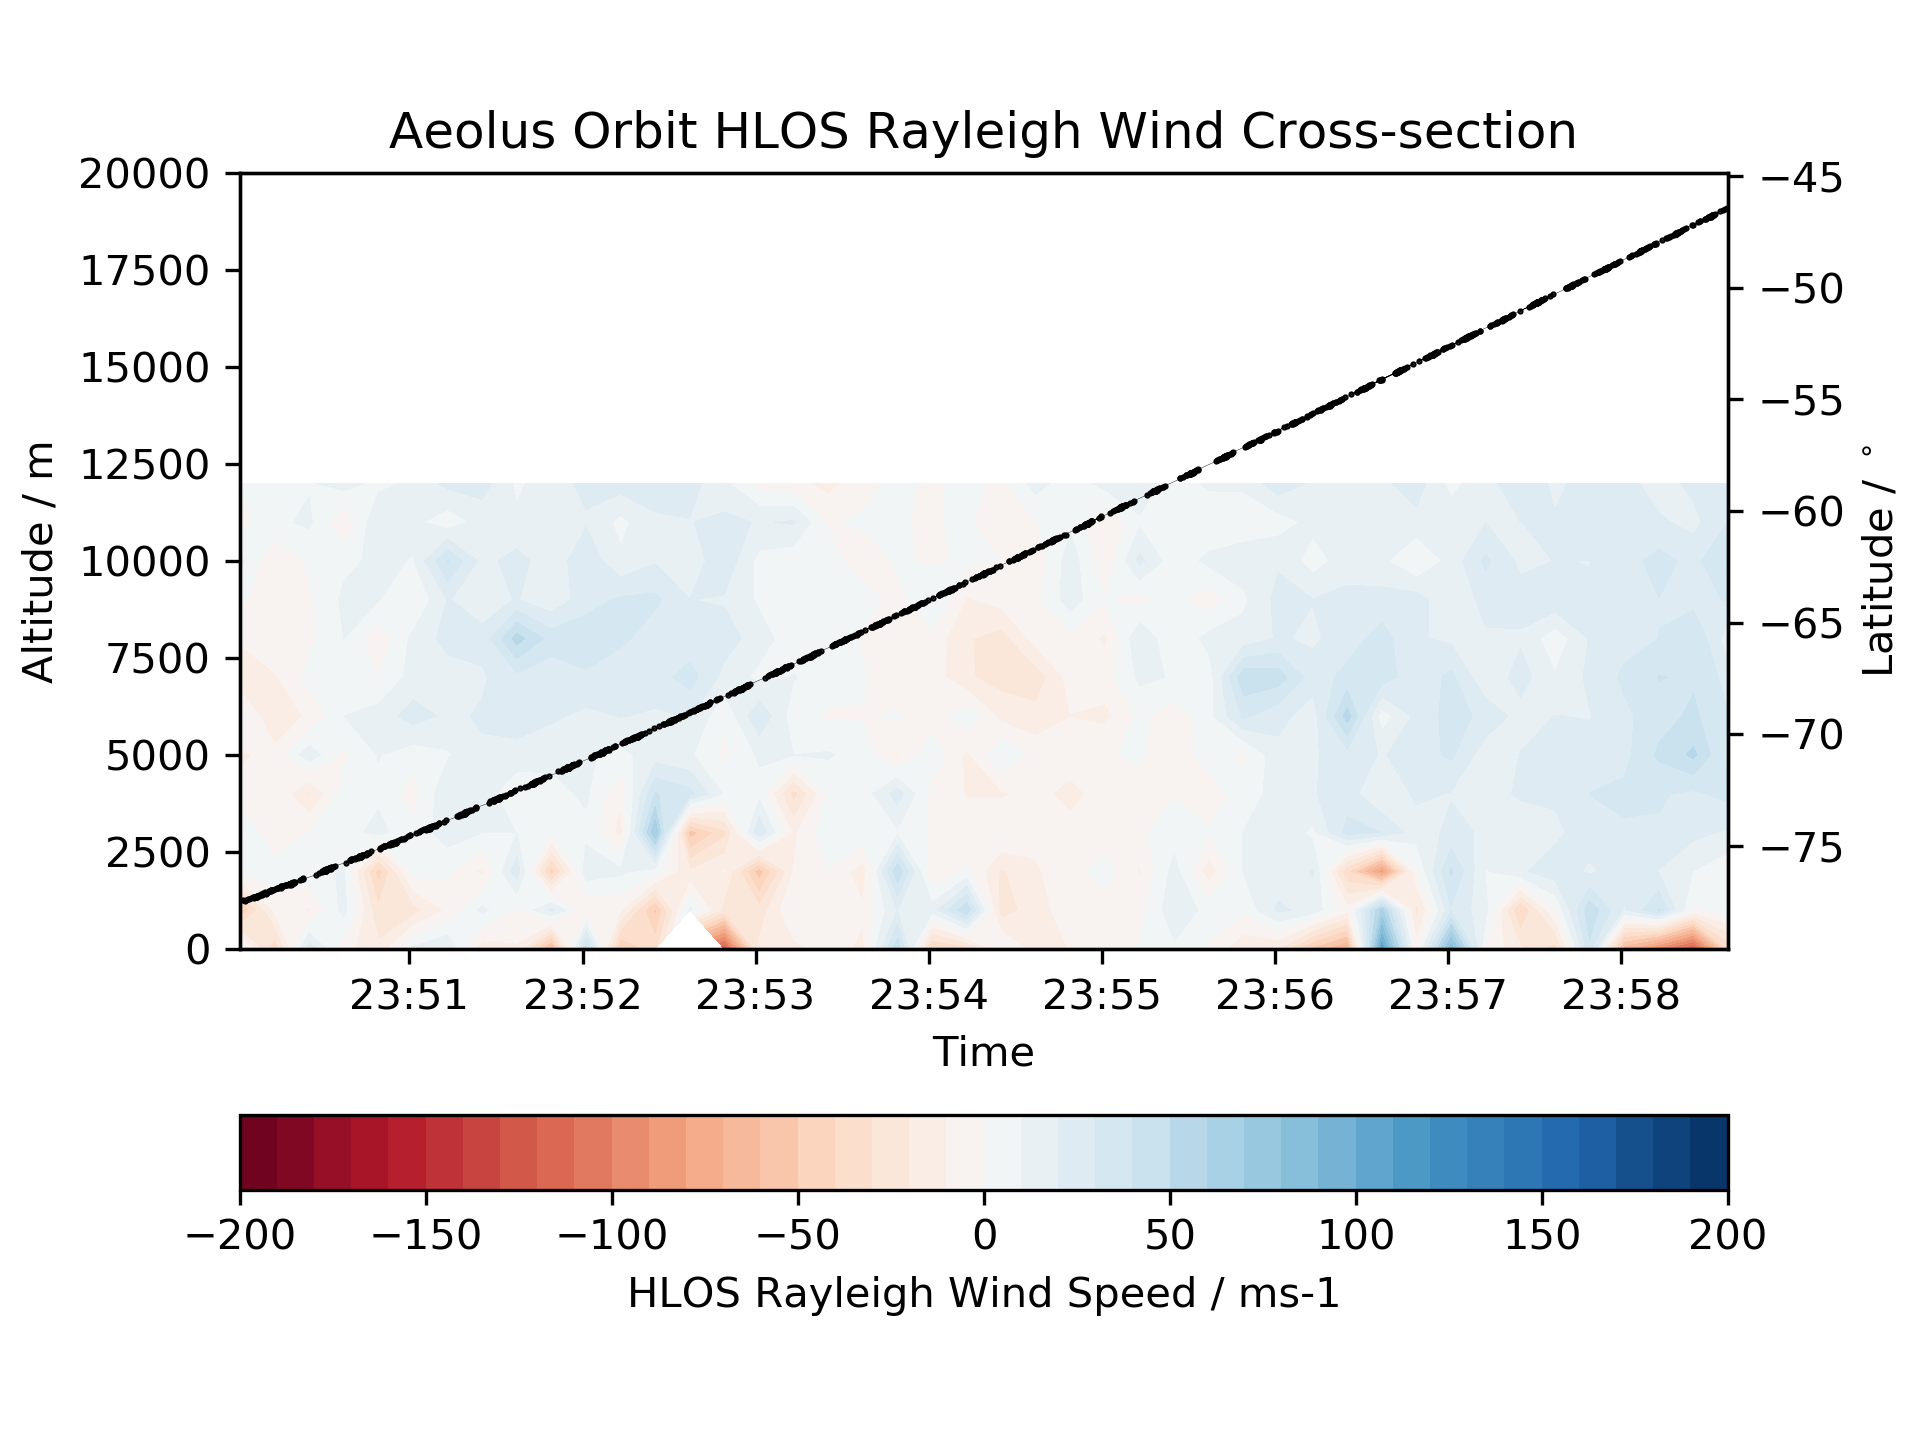 Aeolus Orbit HLOS Rayleigh Wind Cross-section
20000
17500
15000
12500
10000
7500
5000
2500
0
Altitude / m
−45
−50
−55
−60
−65
−70
−75
Latitude / °
23:51 23:52 23:53 23:54 23:55 23:56 23:57 23:58
Time
−200 −150 −100 −50 0 50 100 150 200
HLOS Rayleigh Wind Speed / ms-1